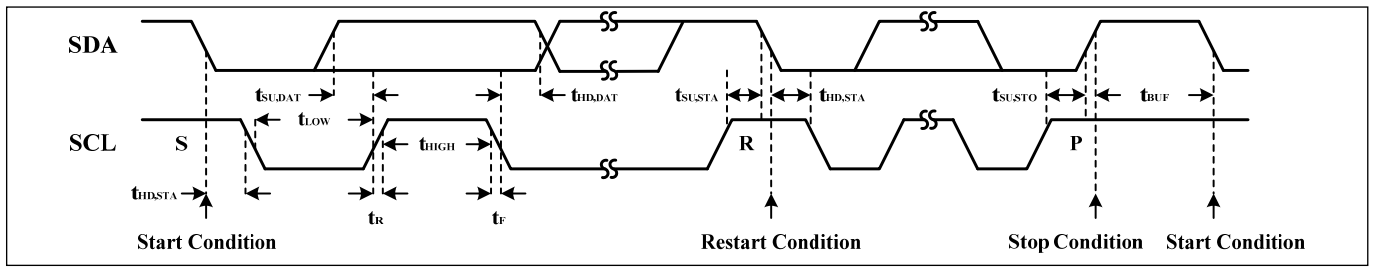 SDA
tSU,DAT
tHD,DAT
tSU,STA
tHD,STA
tSU,STO
tBUF
tLOW
SCL
S
tHIGH
R
P
tHD,STA
tR
tF
Start Condition
Restart Condition
Stop Condition
Start Condition